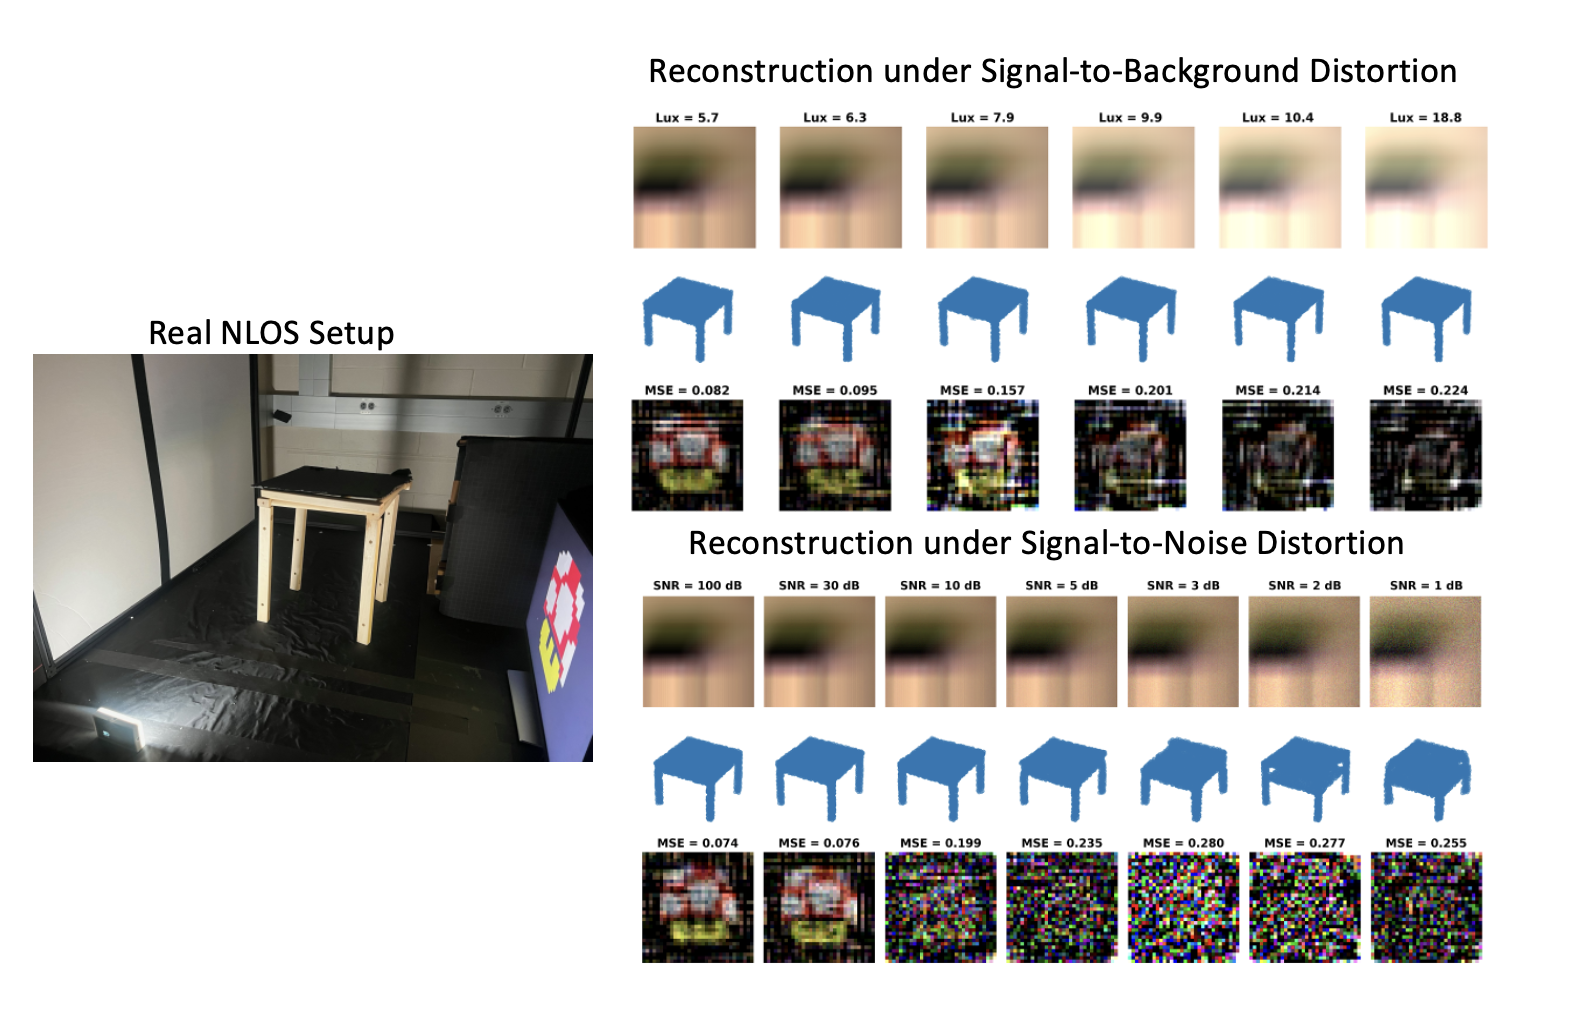 Reconstruction under Signal-to-Background Distortion
Lux = 5.7 Lux = 6.3 Lux = 7.9 Lux = 9.9 Lux = 10.4 Lux = 18.8
Real NLOS Setup
MSE = 0.082 MSE = 0.095 MSE = 0.157 MSE = 0.201 MSE = 0.214 MSE = 0.224
Reconstruction under Signal-to-Noise Distortion
SNR = 100 dB SNR = 30 dB SNR = 10 dB SNR = 5 dB SNR = 3 dB SNR = 2 dB SNR = 1 dB
MSE = 0.074 MSE = 0.076 MSE = 0.199 MSE = 0.235 MSE = 0.280 MSE = 0.277 MSE = 0.255